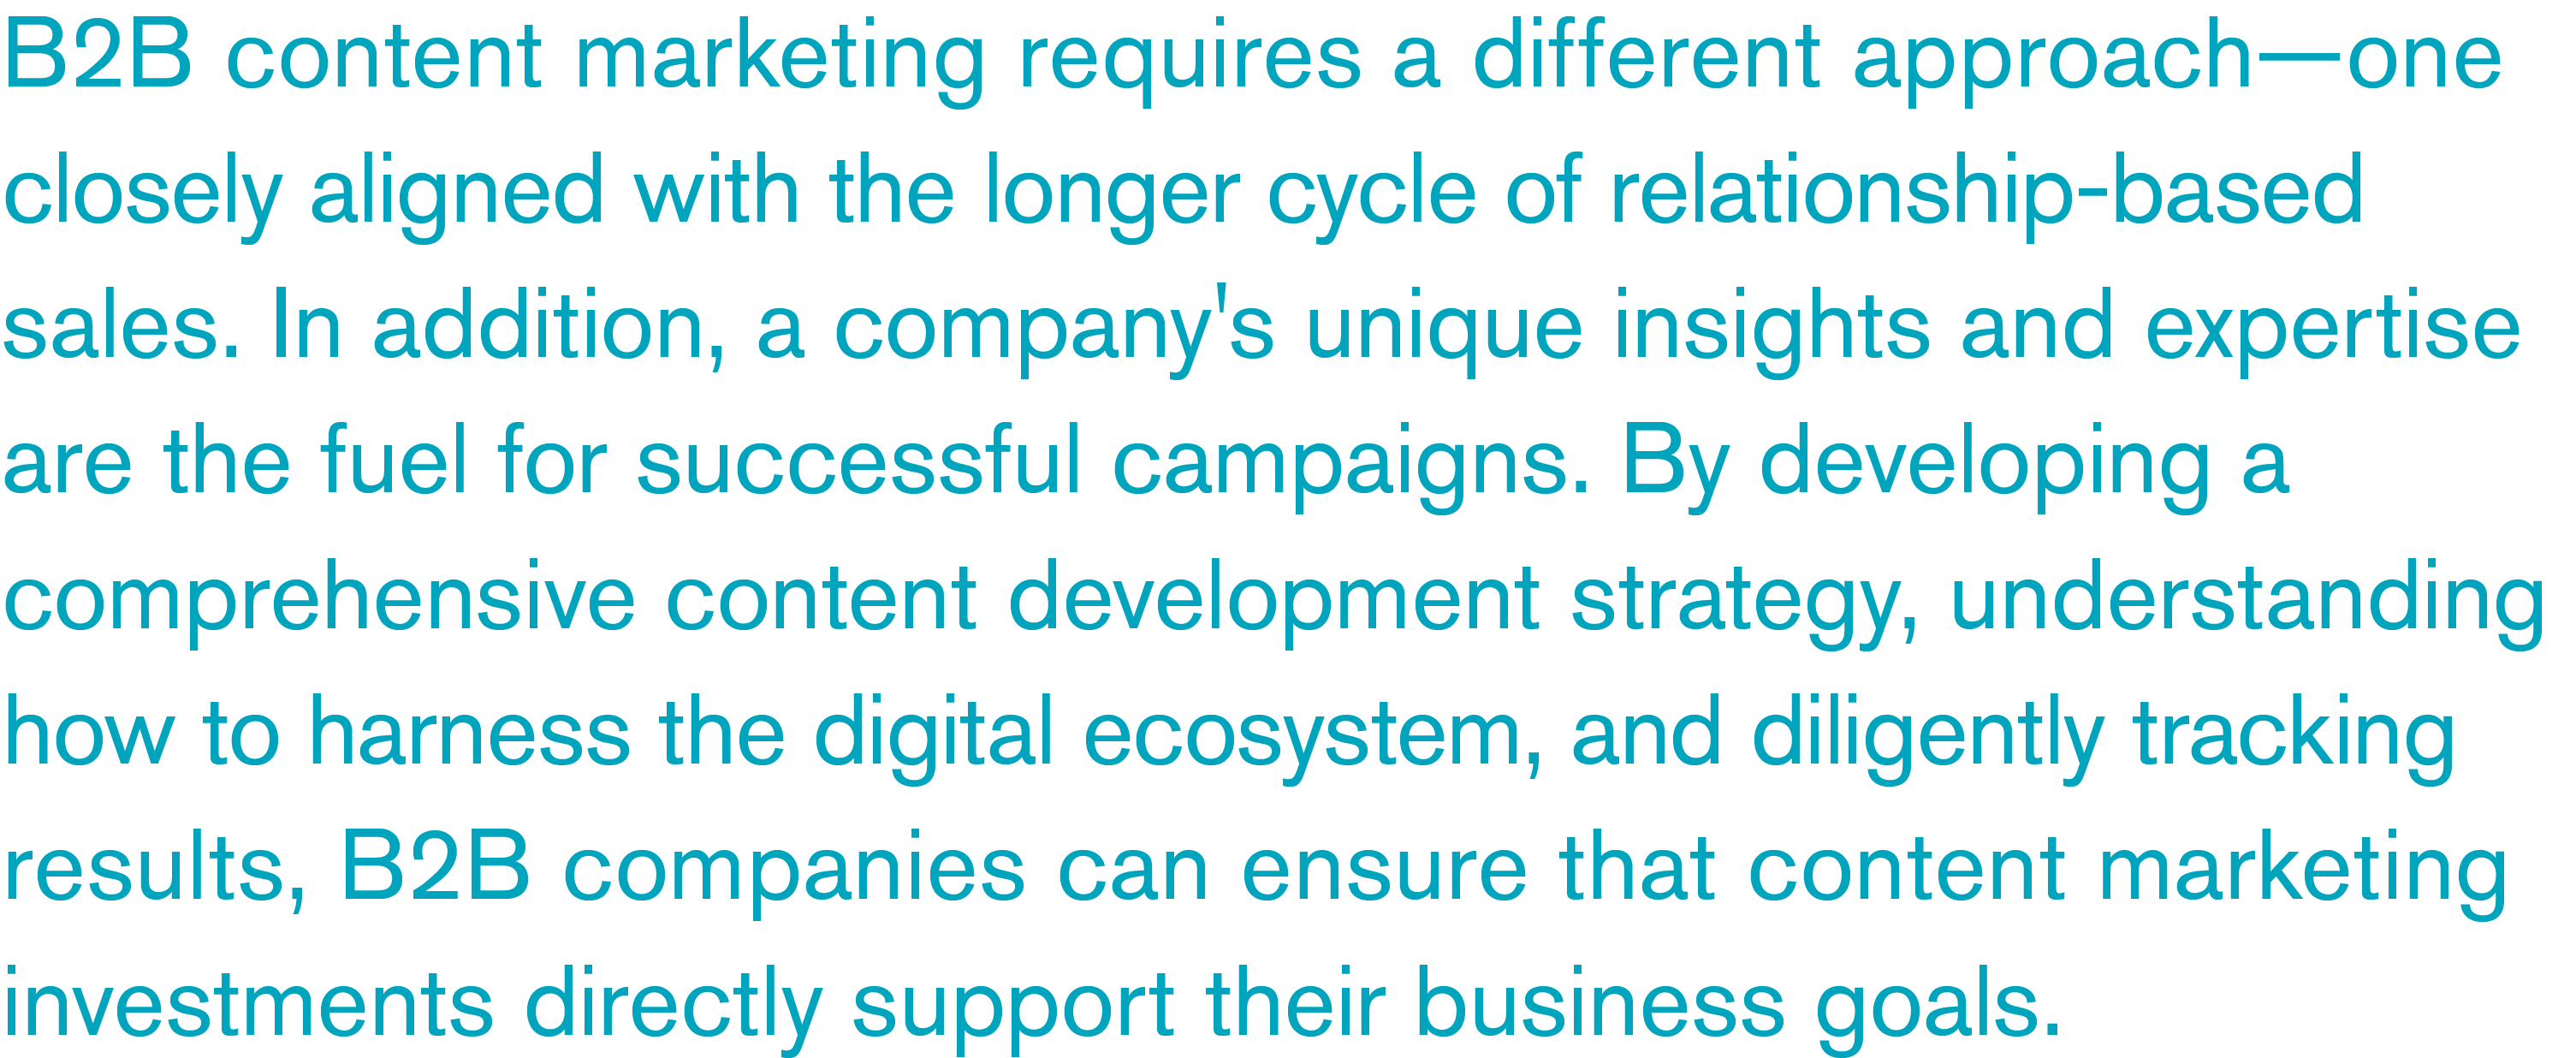 B2B content marketing requires a different approach—one
closely aligned with the longer cycle of relationship-based
sales. In addition, a company's unique insights and expertise
are the fuel for successful campaigns. By developing a
comprehensive content development strategy, understanding
how to harness the digital ecosystem, and diligently tracking
results, B2B companies can ensure that content marketing
investments directly support their business goals.